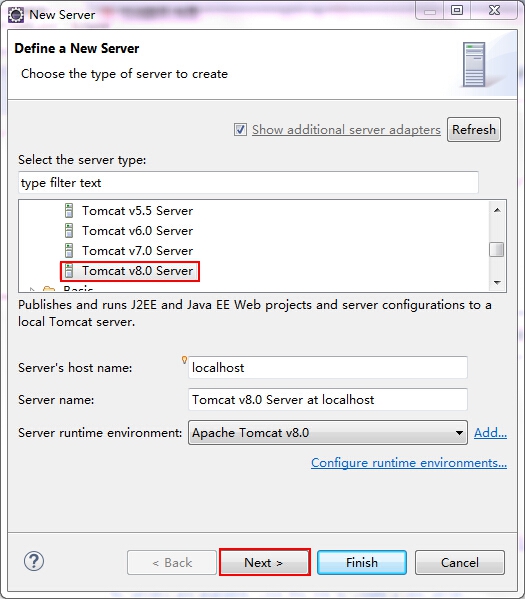 New Server
Define a New Server
Choose the type of server to create
Show additional server adapters Refresh
Select the server type:
type filter text
Tomcat v5.5 Server
Tomcat v6.0 Server
Tomcat v7.0 Server
Tomcat v8.0 Server
Basic
Publishes and runs J2EE and Java EE Web projects and server configurations to a
local Tomcat server.
Server's host name: localhost
Server name: Tomcat v8.0 Server at localhost
Server runtime environment: Apache Tomcat v8.0 Add...
Configure runtime environments...
< Back Next > Finish Cancel